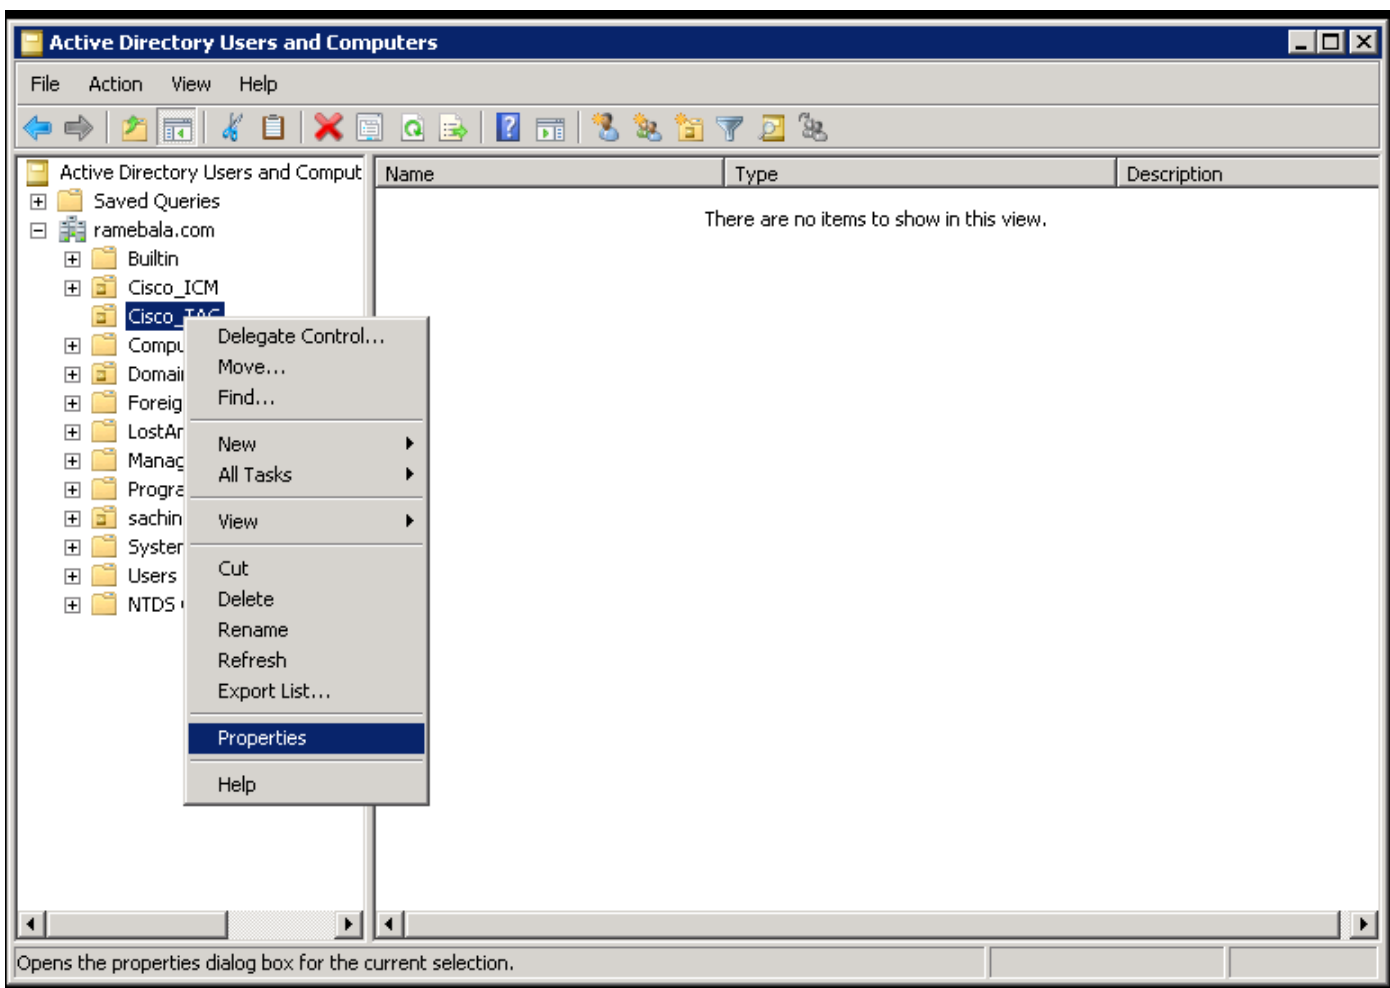 Active Directory Users and Computers
File Action View Help
Active Directory Users and Comput
Name Type Description
Saved Queries
There are no items to show in this view.
ramebala.com
Builtin
Cisco_ICM
Cisco_TAC
Delegate Control...
Compu
Move...
Domai
Find...
Foreig
LostAr
New
Manag
All Tasks
Progra
sachin
View
System
Cut
Users
Delete
NTDS
Rename
Refresh
Export List...
Properties
Help
Opens the properties dialog box for the current selection.